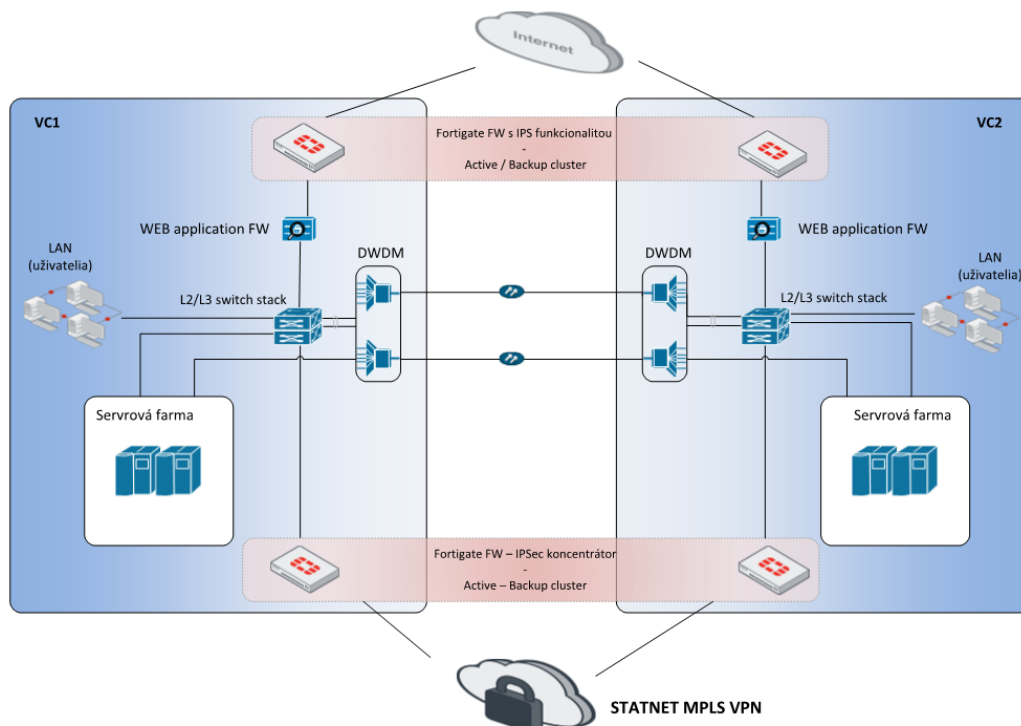 Internet
VC1
VC2
Fortigate FW s IPS funkcionalitou
-
Active / Backup cluster
WEB application FW
WEB application FW
LAN
(uživatelia)
DWDM
DWDM
LAN
(uživatelia)
L2/L3 switch stack
L2/L3 switch stack
Servrová farma
Servrová farma
Fortigate FW – IPSec koncentrátor
-
Active – Backup cluster
STATNET MPLS VPN